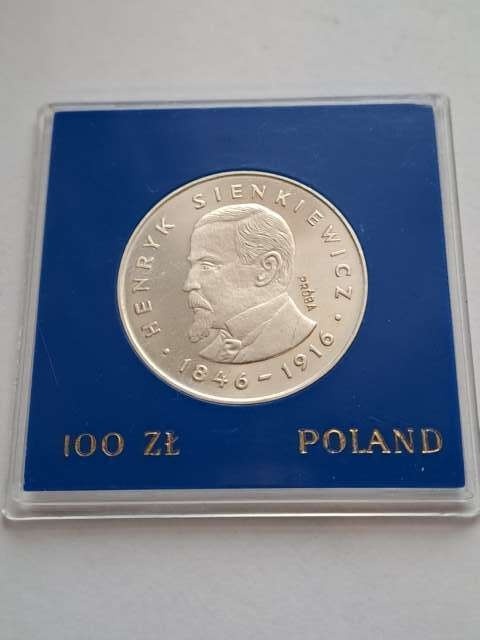 HENRYK SIENKIEWICZ
PRÓBA
1846-1916
100 ZŁ
POLAND